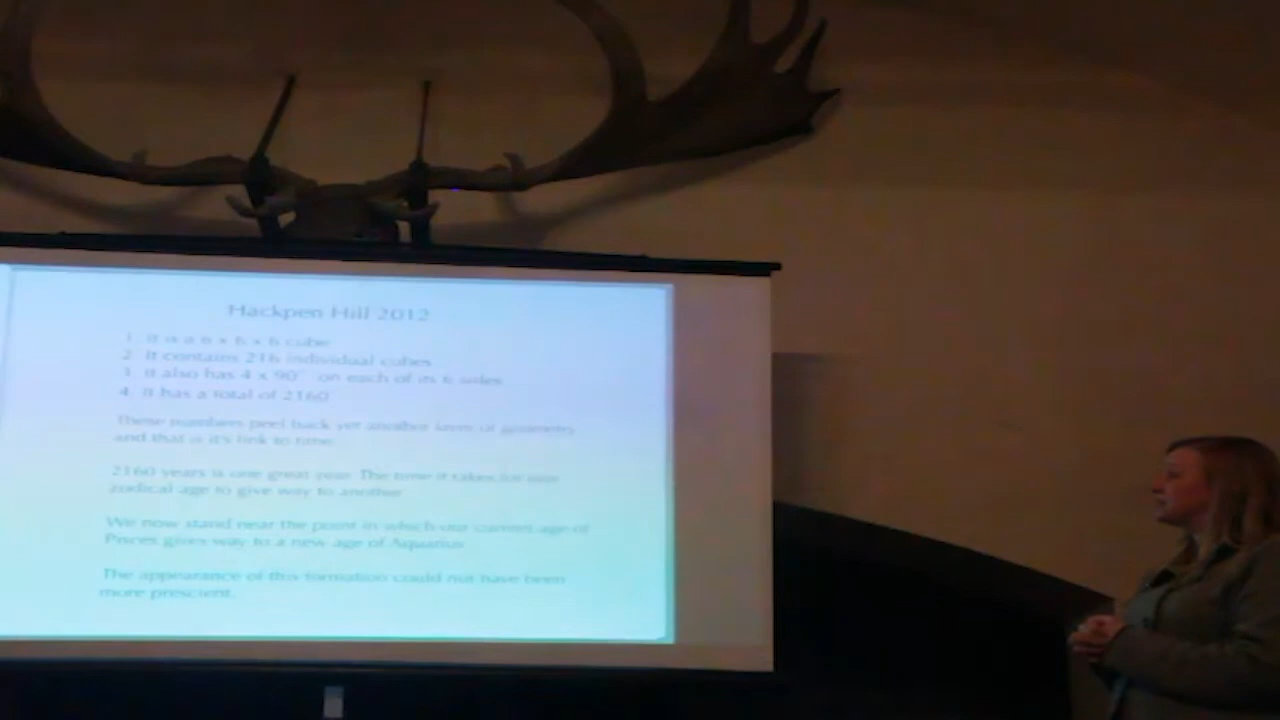 Hackpen Hill 2012
1. It is a 6 x 6 x 6 cube
2. It contains 216 individual cubes
3. It also has 4 x 90° on each of its 6 sides
4. It has a total of 2160
These numbers peel back yet another layer of geometry
and that is it's link to time
2160 years is one great year. The time it takes for one
zodical age to give way to another
We now stand near the point in which our current age of
Pisces gives way to a new age of Aquarius
The appearance of this formation could not have been
more prescient.